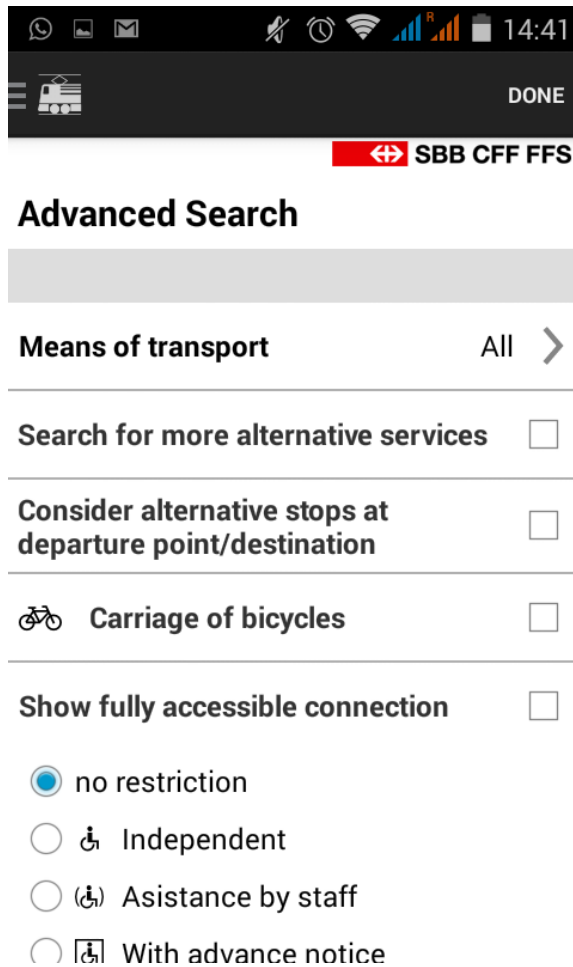 R
14:41
DONE
SBB CFF FFS
Advanced Search
Means of transport All
Search for more alternative services
Consider alternative stops at
departure point/destination
Carriage of bicycles
Show fully accessible connection
no restriction
Independent
Asistance by staff
With advance notice